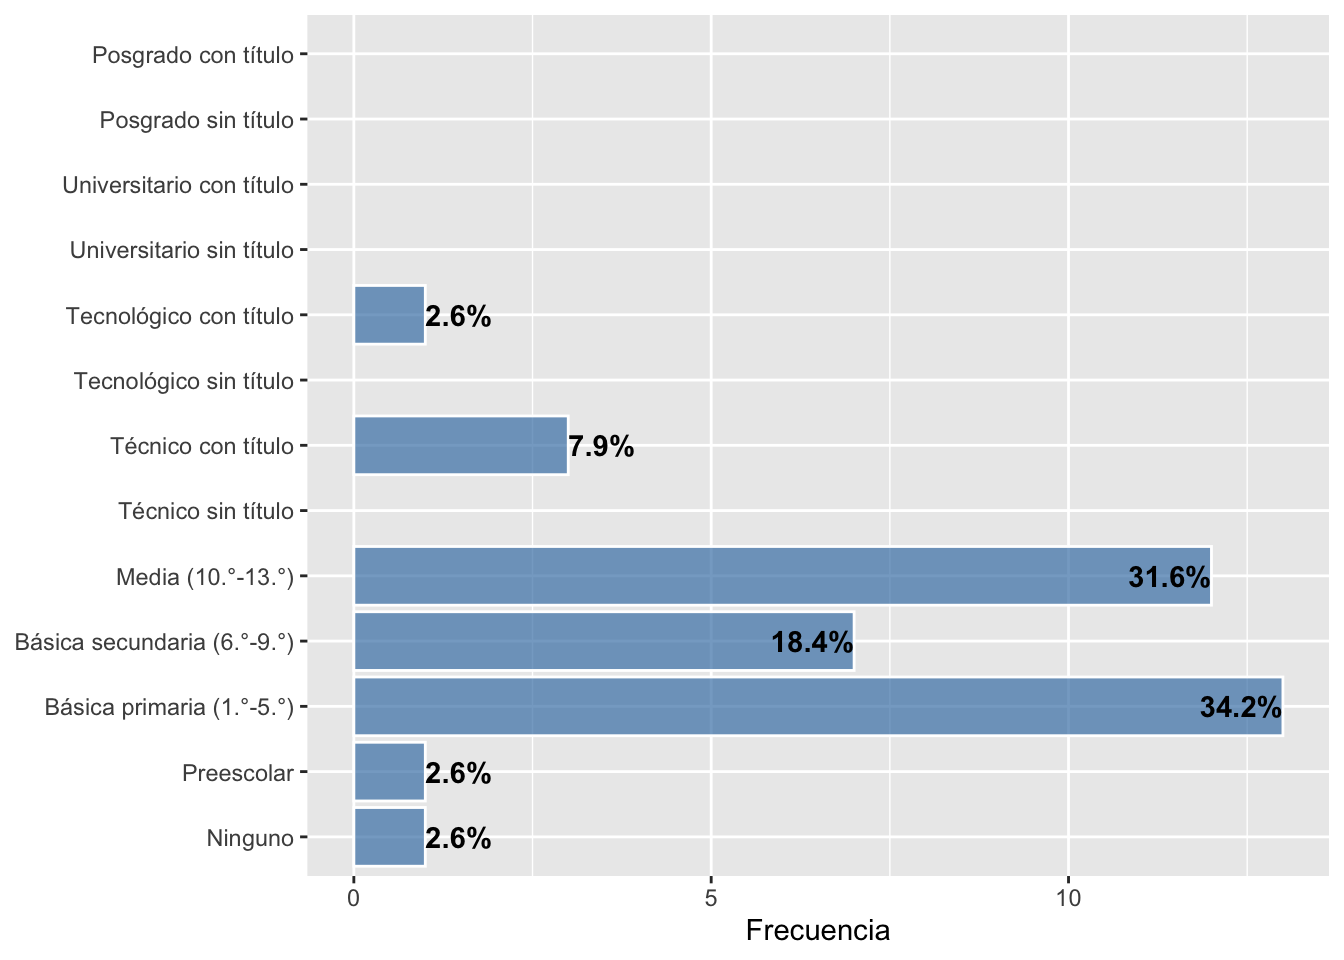 Posgrado con título
Posgrado sin título
Universitario con título
Universitario sin título
Tecnológico con título
2.6%
Tecnológico sin título
Técnico con título
7.9%
Técnico sin título
Media (10.°-13.°)
31.6%
Básica secundaria (6.°-9.°)
18.4%
Básica primaria (1.°-5.°)
34.2%
Preescolar
2.6%
Ninguno
2.6%
0
5
10
Frecuencia